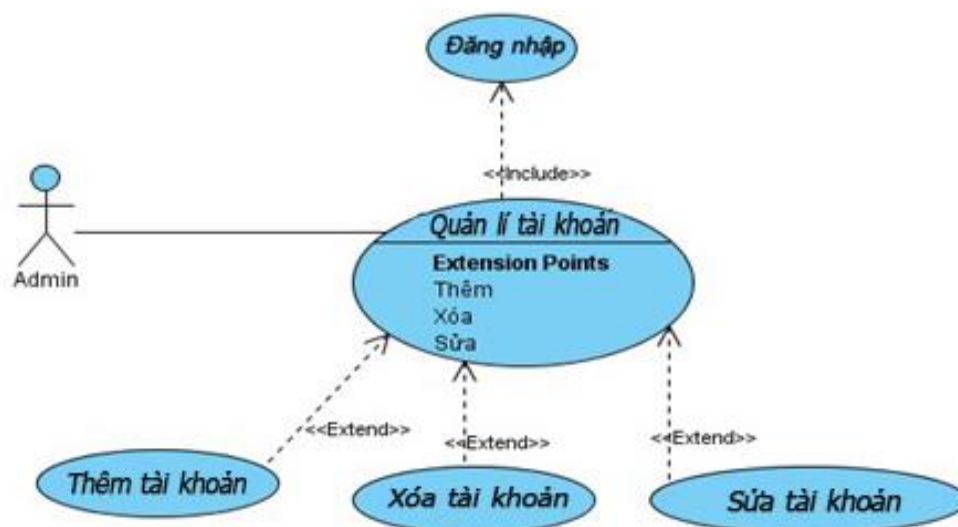 Đăng nhập
<<Include>>
Quản lí tài khoản
Extension Points
Thêm
Xóa
Sửa
Admin
<<Extend>>
<<Extend>>
<<Extend>>
Thêm tài khoản
Xóa tài khoản
Sửa tài khoản